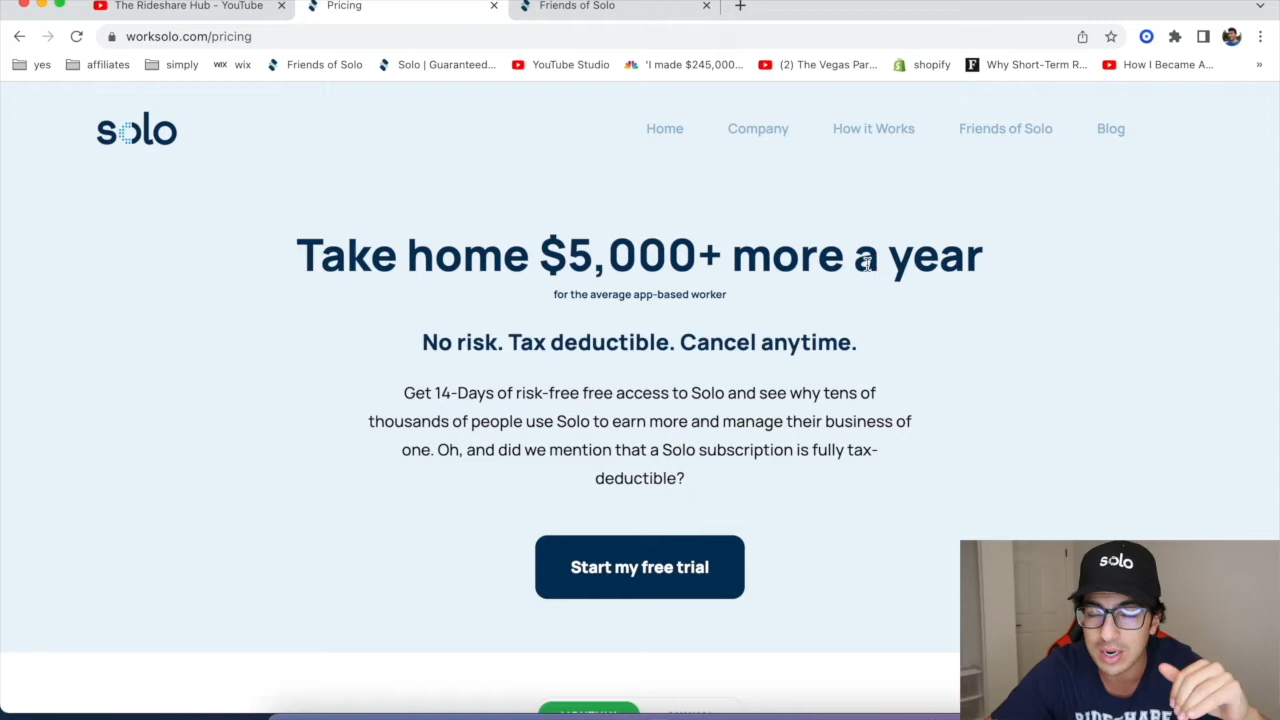 The Rideshare Hub - YouTube
Pricing
Friends of Solo
worksolo.com/pricing
yes
affiliates
simply
WIX wix
Friends of Solo
Solo | Guaranteed...
YouTube Studio
'I made $245,000...
(2) The Vegas Par...
shopify
F Why Short-Term R...
How I Became A...
»
solo
Home
Company
How it Works
Friends of Solo
Blog
Take home $5,000+ more a year
for the average app-based worker
No risk. Tax deductible. Cancel anytime.
Get 14-Days of risk-free free access to Solo and see why tens of
thousands of people use Solo to earn more and manage their business of
one. Oh, and did we mention that a Solo subscription is fully tax-
deductible?
Start my free trial
solo
RIDESHARE